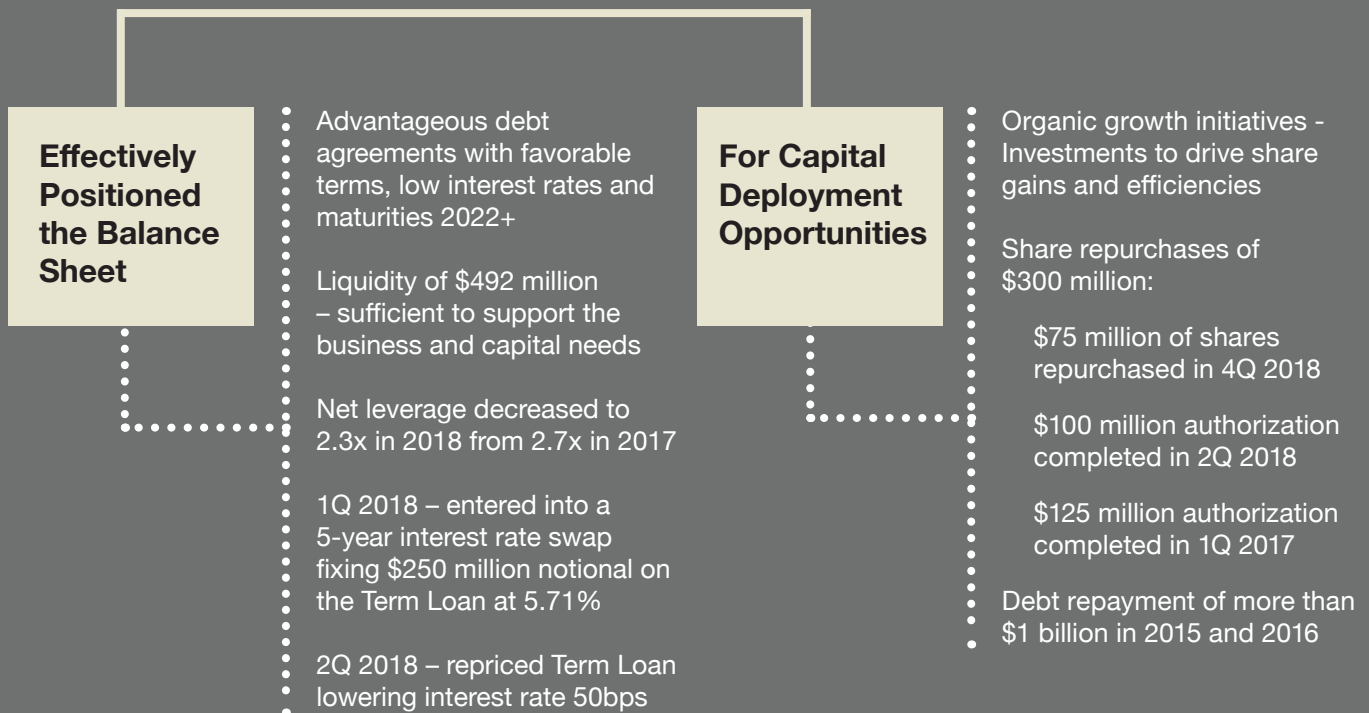 Effectively
Positioned
the Balance
Sheet
Advantageous debt
agreements with favorable
terms, low interest rates and
maturities 2022+
Liquidity of $492 million
– sufficient to support the
business and capital needs
Net leverage decreased to
2.3x in 2018 from 2.7x in 2017
1Q 2018 – entered into a
5-year interest rate swap
fixing $250 million notional on
the Term Loan at 5.71%
2Q 2018 – repriced Term Loan
lowering interest rate 50bps
For Capital
Deployment
Opportunities
Organic growth initiatives -
Investments to drive share
gains and efficiencies
Share repurchases of
$300 million:
$75 million of shares
repurchased in 4Q 2018
$100 million authorization
completed in 2Q 2018
$125 million authorization
completed in 1Q 2017
Debt repayment of more than
$1 billion in 2015 and 2016